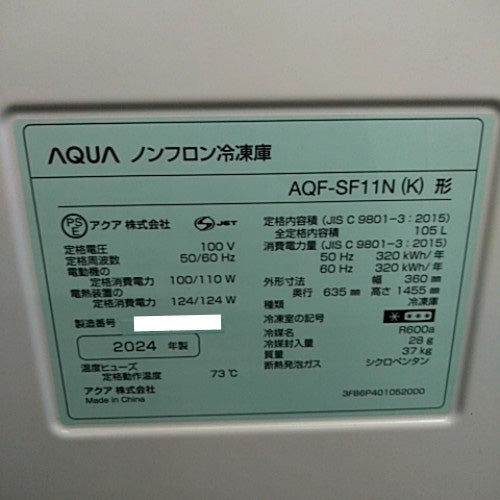 AQUA ノンフロン冷凍庫
AQF-SF11N (K) 形
PSE アクア 株式会社 JET
定格電圧 100 V
定格周波数 50/60 Hz
電動機の
定格消費電力 100/110 W
電熱装置の
定格消費電力 124/124 W
製造番号
2024 年製
温度ヒューズ
定格動作温度 73 ℃
アクア 株式会社
Made in China
定格内容積 (JIS C 9801-3 : 2015)
全定格内容積 105 L
消費電力量 (JIS C 9801-3 : 2015)
50 Hz 320 kWh/年
60 Hz 320 kWh/年
外形寸法 幅 360 ㎜
奥行 635 ㎜ 高さ 1455 ㎜
種類 冷凍庫
冷凍室の記号
冷媒名 R600a
冷媒封入量 28 g
質量 37 kg
断熱発泡ガス シクロペンタン
3FB6P401052000